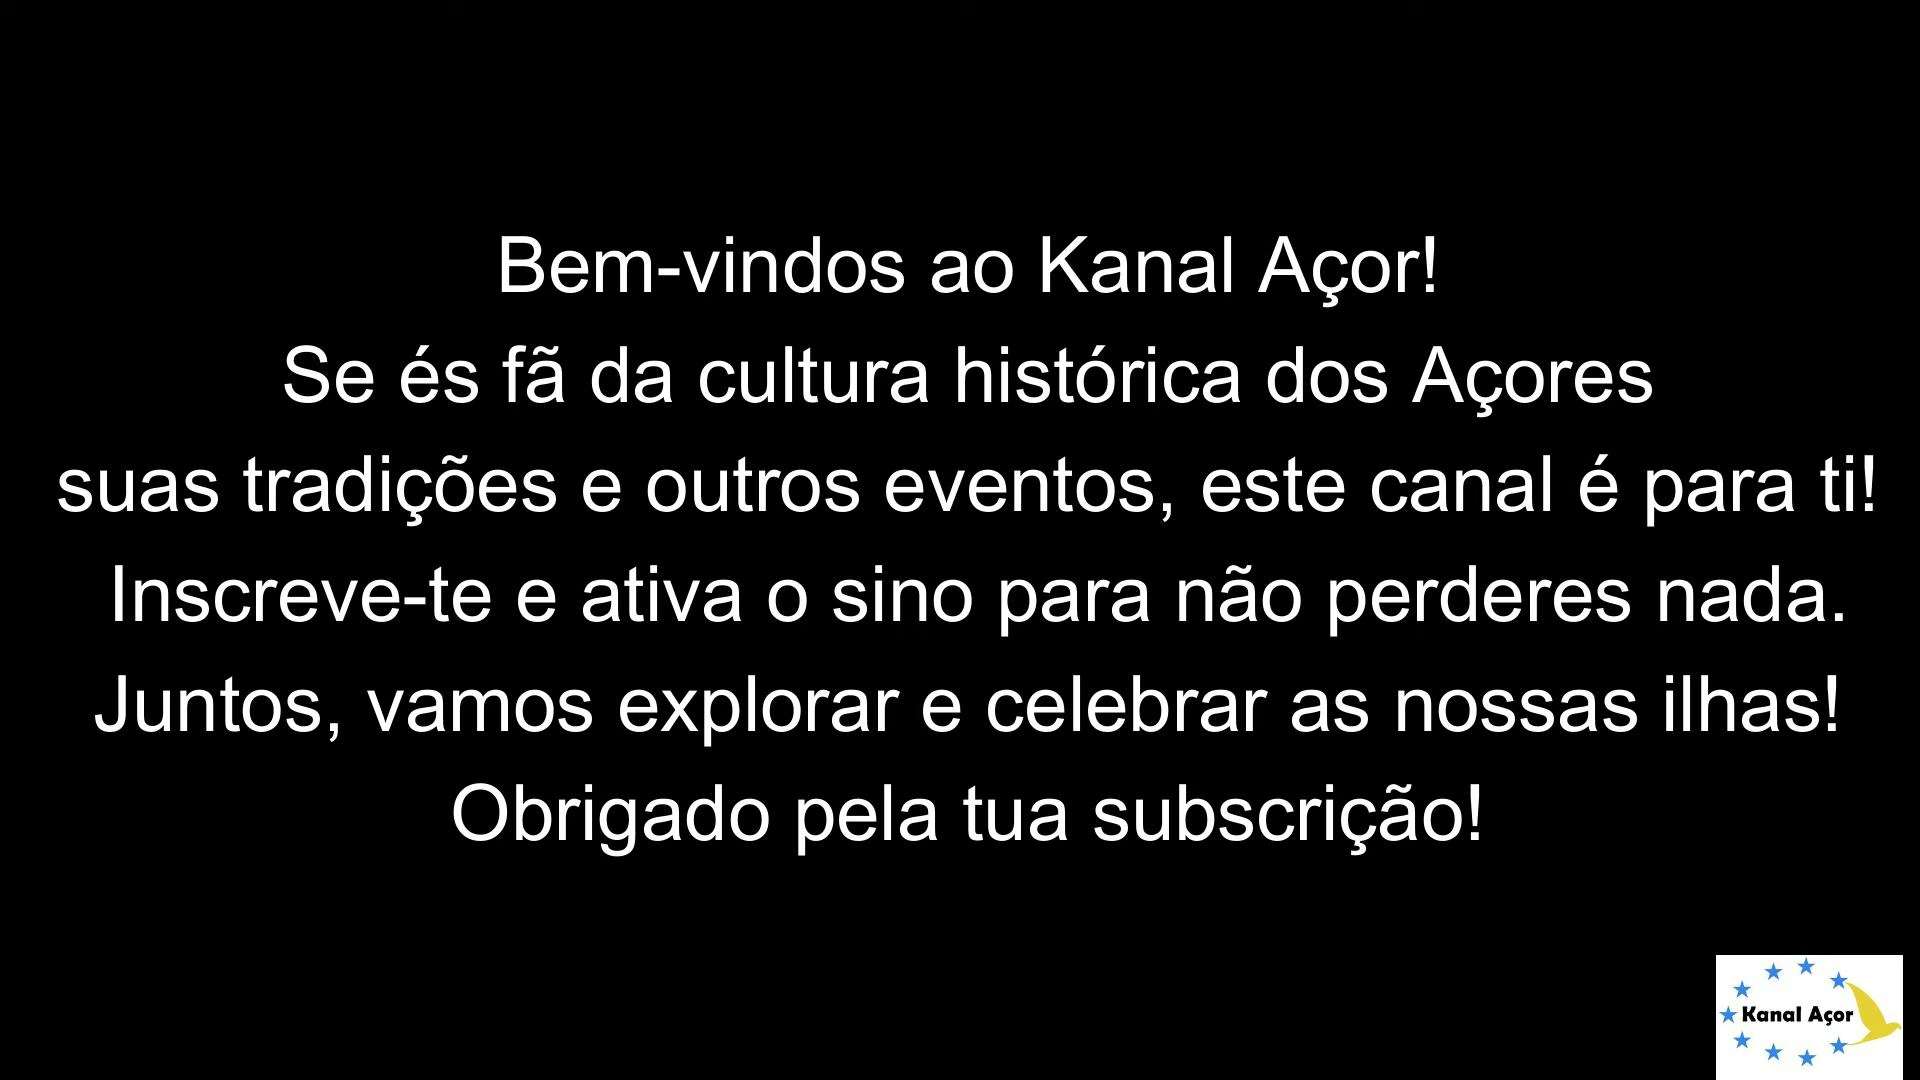 Bem-vindos ao Kanal Açor!
Se és fã da cultura histórica dos Açores
suas tradições e outros eventos, este canal é para ti!
Inscreve-te e ativa o sino para não perderes nada.
Juntos, vamos explorar e celebrar as nossas ilhas!
Obrigado pela tua subscrição!
Kanal Açor